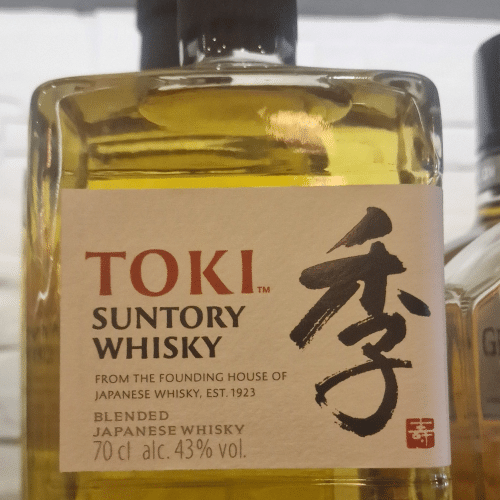 TOKI™
SUNTORY
WHISKY
FROM THE FOUNDING HOUSE OF
JAPANESE WHISKY, EST. 1923
BLENDED
JAPANESE WHISKY
70 cl alc. 43% vol.
季
壽